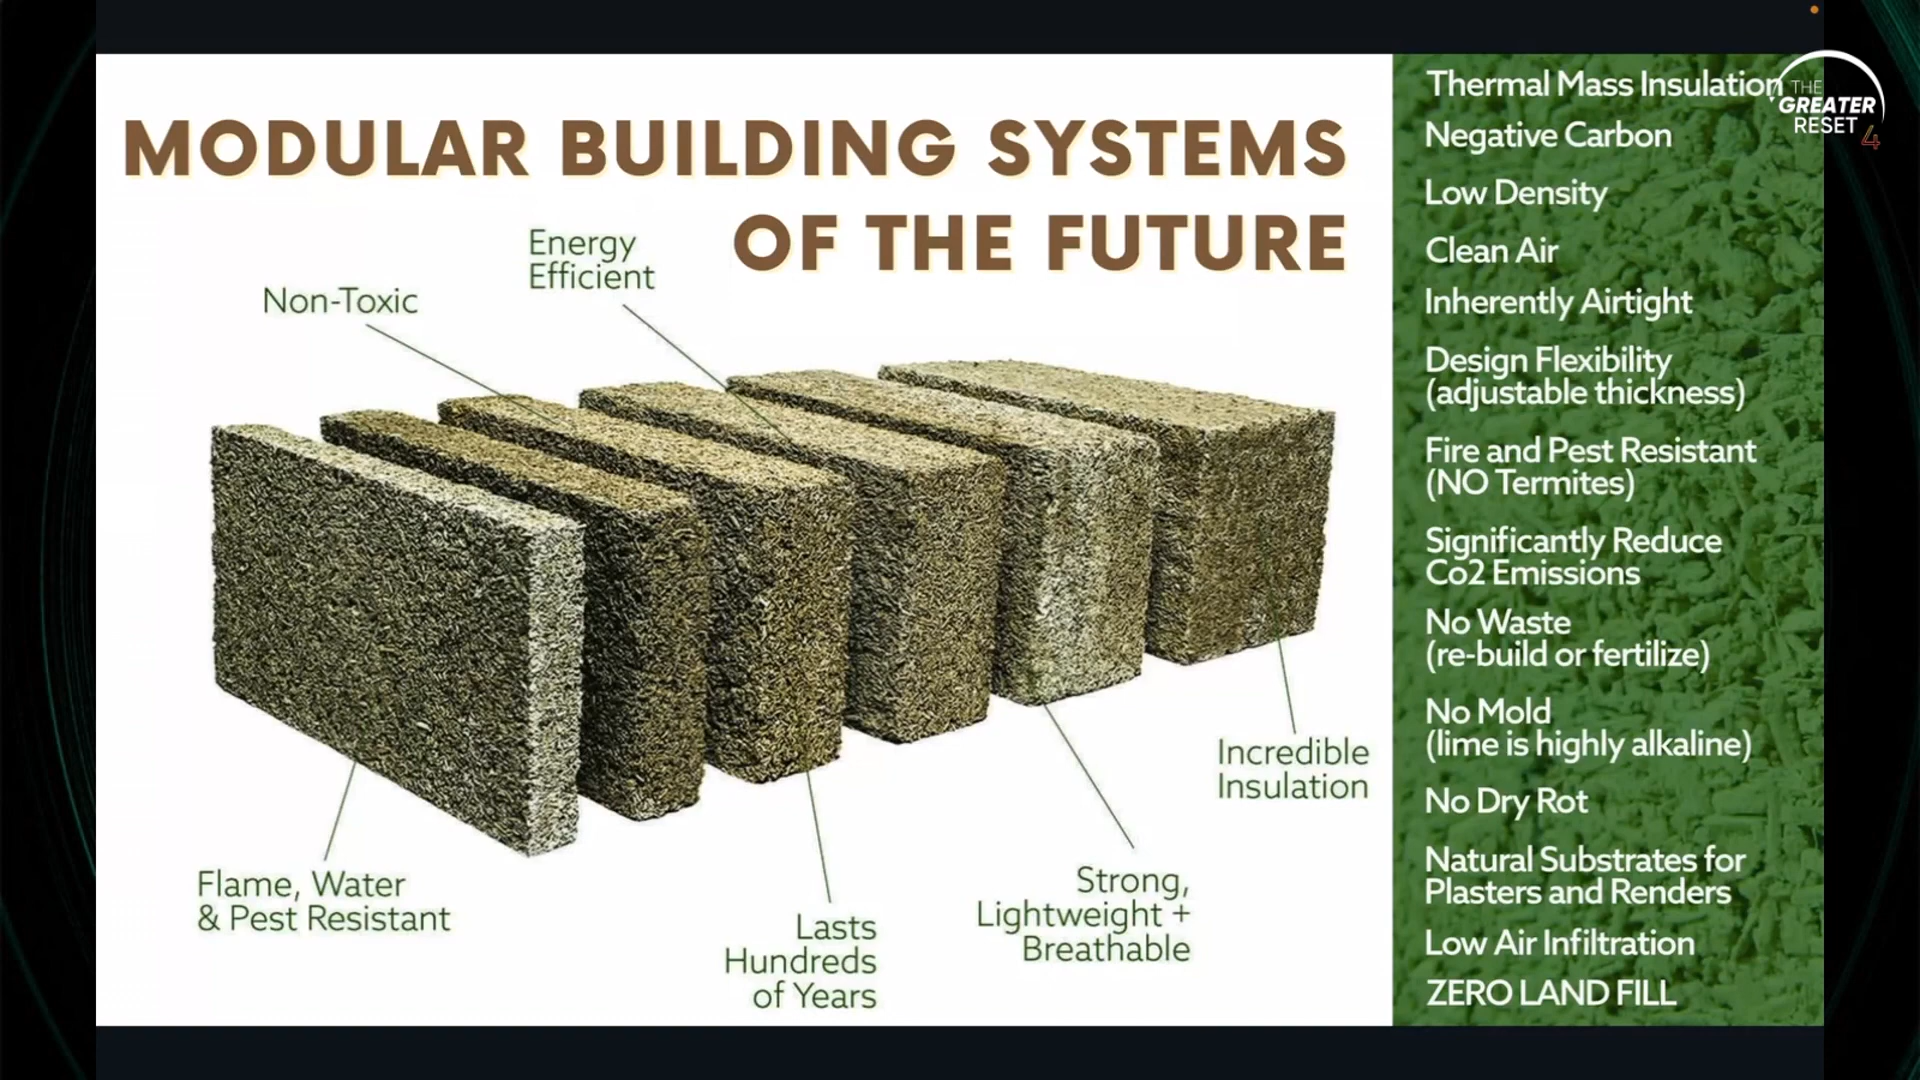 MODULAR BUILDING SYSTEMS
OF THE FUTURE
Non-Toxic
Energy
Efficient
Flame, Water
& Pest Resistant
Lasts
Hundreds
of Years
Strong,
Lightweight +
Breathable
Incredible
Insulation
Thermal Mass Insulation
Negative Carbon
Low Density
Clean Air
Inherently Airtight
Design Flexibility
(adjustable thickness)
Fire and Pest Resistant
(NO Termites)
Significantly Reduce
Co2 Emissions
No Waste
(re-build or fertilize)
No Mold
(lime is highly alkaline)
No Dry Rot
Natural Substrates for
Plasters and Renders
Low Air Infiltration
ZERO LAND FILL
THE
GREATER
RESET
4